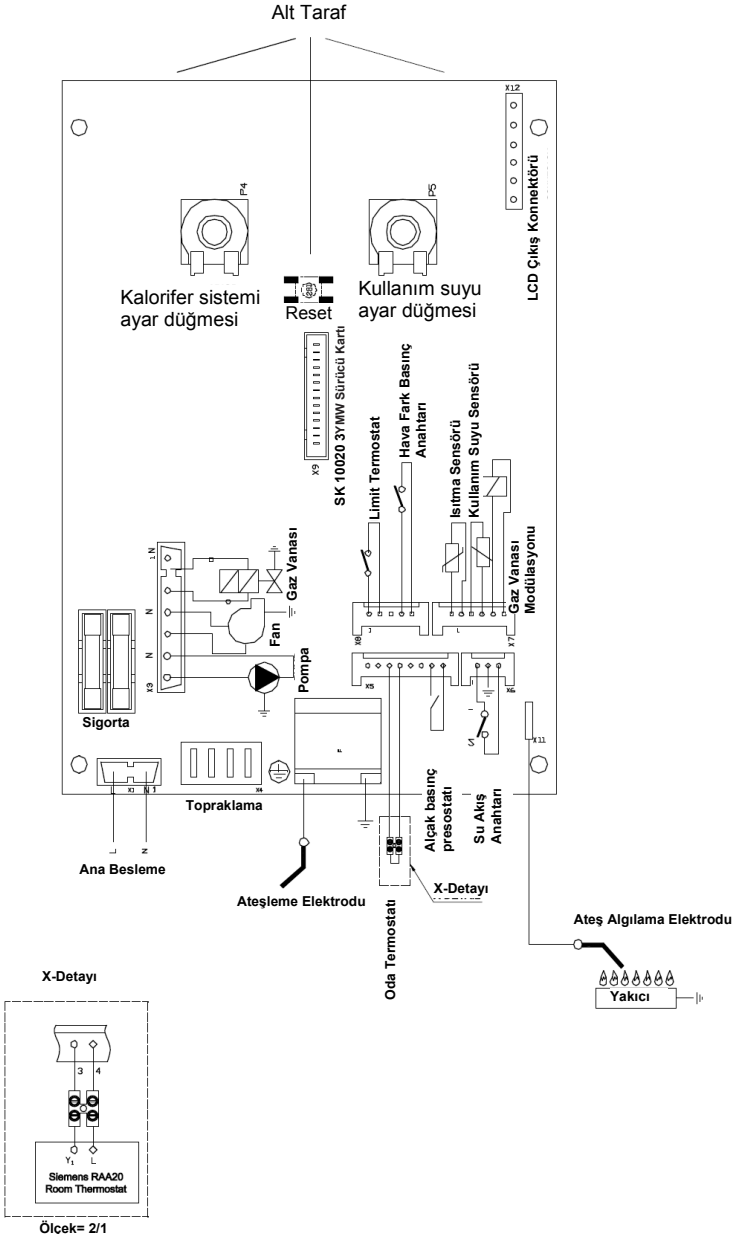 Alt Taraf
X12
P4
P5
LCD Çıkış Konnektörü
Kalorifer sistemi
ayar düğmesi
Reset
Kullanım suyu
ayar düğmesi
X9
SK 10020 3YMW Sürücü Kartı
Limit Termostat
Hava Fark Basınç
Anahtarı
Isıtma Sensörü
Kullanım Suyu Sensörü
Gaz Vanası
Modülasyonu
N
N
N
X3
Gaz Vanası
Fan
Pompa
X8
X7
X5
X6
X11
Sigorta
X4
Topraklama
L
N
Ana Besleme
Ateşleme Elektrodu
Oda Termostatı
Alçak basınç
presostatı
Su Akış
Anahtarı
X-Detayı
Ateş Algılama Elektrodu
Yakıcı
X-Detayı
3 4
Y1 L
Siemens RAA20
Room Thermostat
Ölçek= 2/1